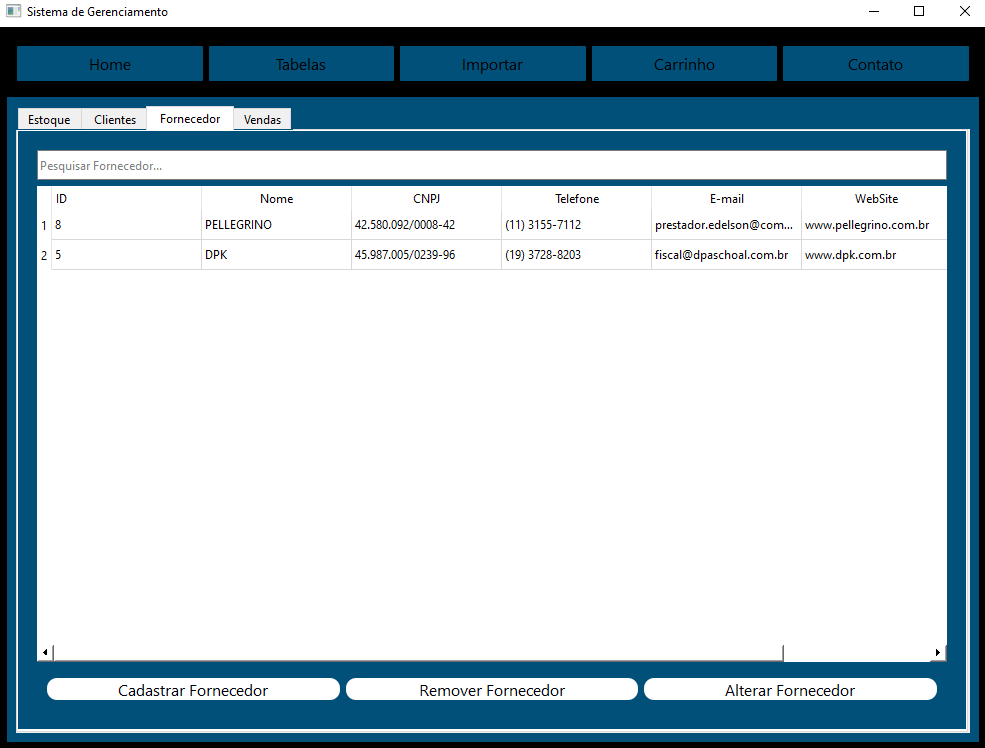 Sistema de Gerenciamento
Home Tabelas Importar Carrinho Contato
Estoque Clientes Fornecedor Vendas
Pesquisar Fornecedor...
ID Nome CNPJ Telefone E-mail WebSite
1 8 PELLEGRINO 42.580.092/0008-42 (11) 3155-7112 prestador.edelson@com... www.pellegrino.com.br
2 5 DPK 45.987.005/0239-96 (19) 3728-8203 fiscal@dpaschoal.com.br www.dpk.com.br
Cadastrar Fornecedor Remover Fornecedor Alterar Fornecedor